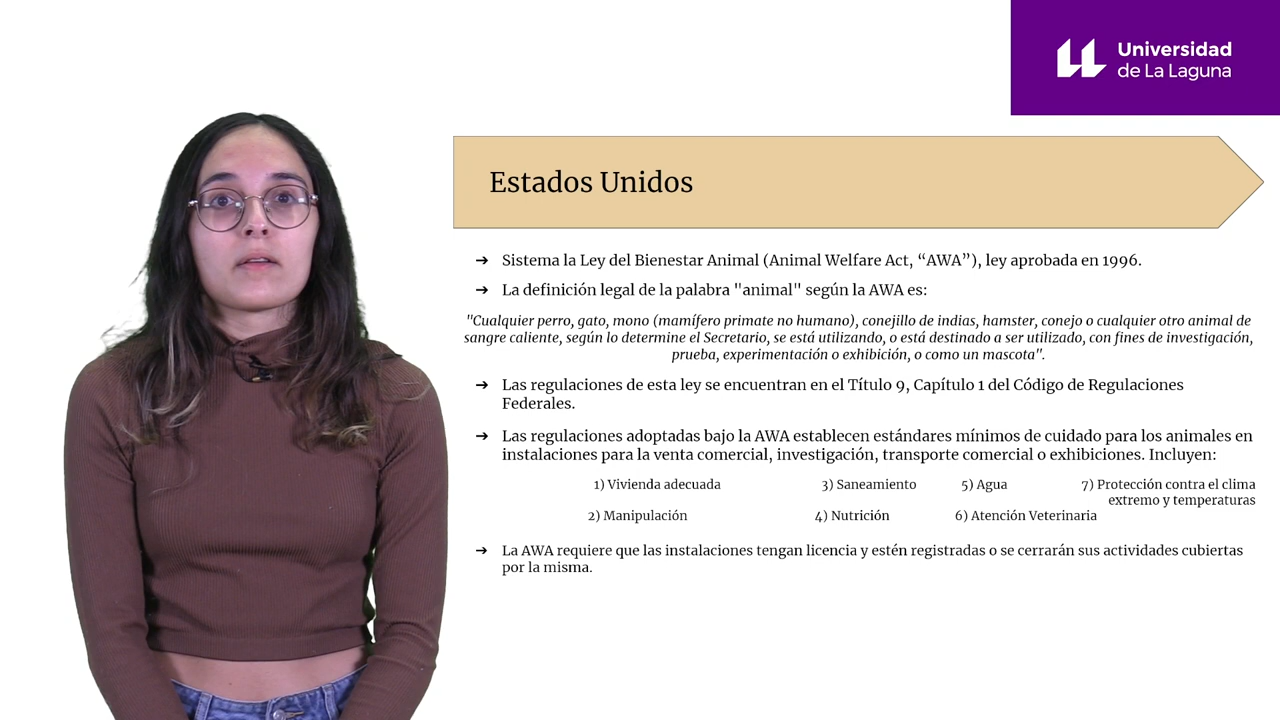 Universidad
de La Laguna
Estados Unidos
➔ Sistema la Ley del Bienestar Animal (Animal Welfare Act, “AWA”), ley aprobada en 1996.
➔ La definición legal de la palabra "animal" según la AWA es:
"Cualquier perro, gato, mono (mamífero primate no humano), conejillo de indias, hamster, conejo o cualquier otro animal de
sangre caliente, según lo determine el Secretario, se está utilizando, o está destinado a ser utilizado, con fines de investigación,
prueba, experimentación o exhibición, o como un mascota".
➔ Las regulaciones de esta ley se encuentran en el Título 9, Capítulo 1 del Código de Regulaciones
Federales.
➔ Las regulaciones adoptadas bajo la AWA establecen estándares mínimos de cuidado para los animales en
instalaciones para la venta comercial, investigación, transporte comercial o exhibiciones. Incluyen:
1) Vivienda adecuada
2) Manipulación
3) Saneamiento
4) Nutrición
5) Agua
6) Atención Veterinaria
7) Protección contra el clima
extremo y temperaturas
➔ La AWA requiere que las instalaciones tengan licencia y estén registradas o se cerrarán sus actividades cubiertas
por la misma.